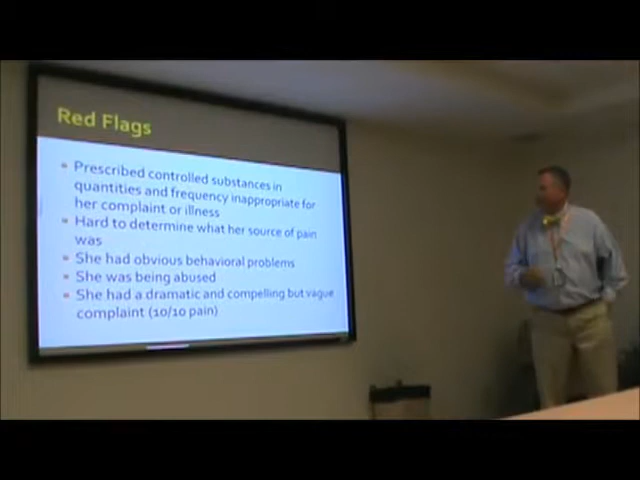 Red Flags
Prescribed controlled substances in
quantities and frequency inappropriate for
her complaint or illness
Hard to determine what her source of pain
was
She had obvious behavioral problems
She was being abused
She had a dramatic and compelling but vague
complaint (10/10 pain)